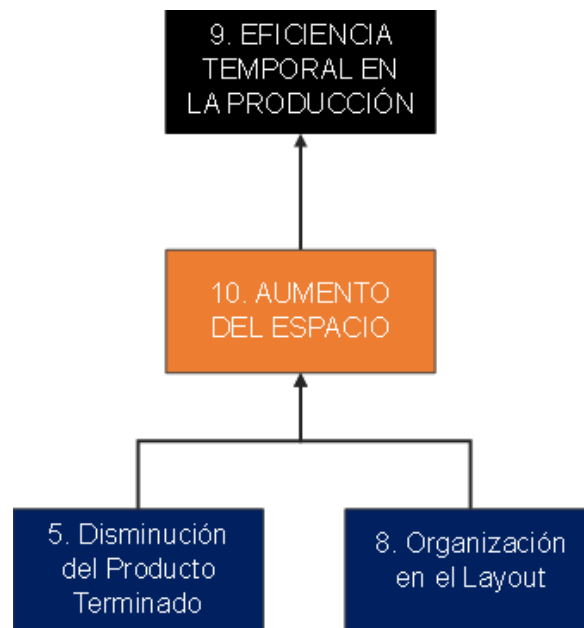 9. EFICIENCIA
TEMPORAL EN
LA PRODUCCIÓN
10. AUMENTO
DEL ESPACIO
5. Disminución
del Producto
Terminado
8. Organización
en el Layout